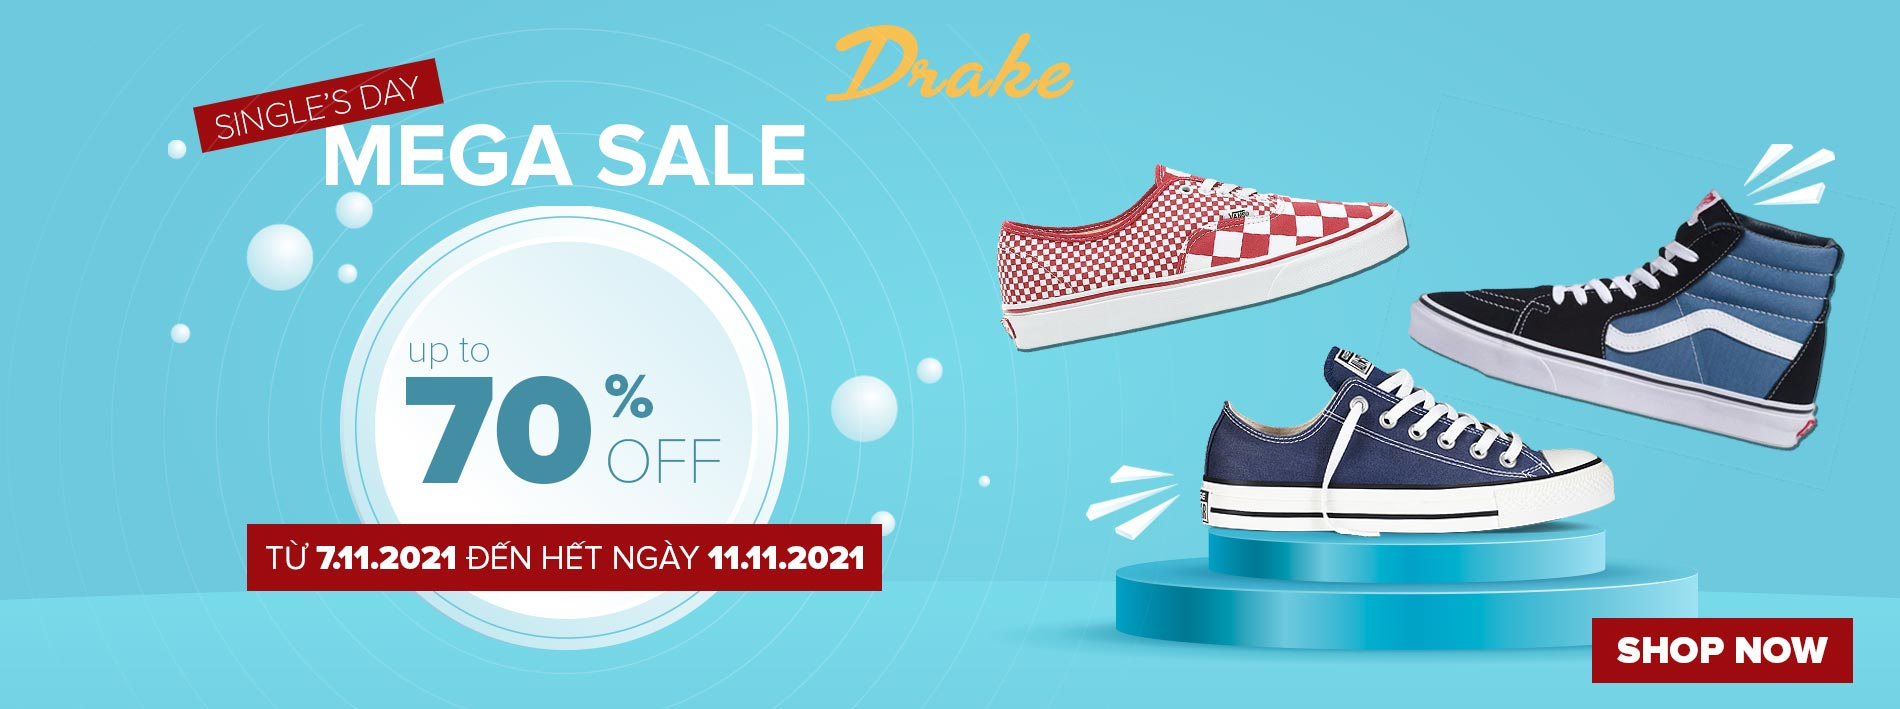 Drake
SINGLE'S DAY
MEGA SALE
up to
70%
OFF
TỪ 7.11.2021 ĐẾN HẾT NGÀY 11.11.2021
VANS
SHOP NOW